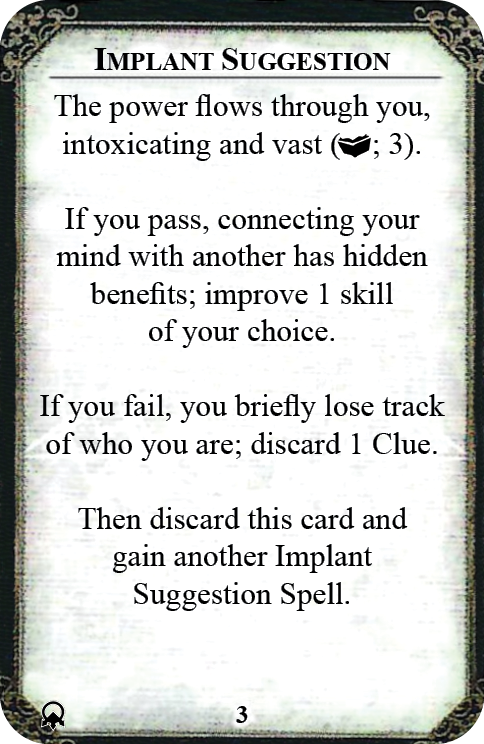 IMPLANT SUGGESTION
The power flows through you,
intoxicating and vast (; 3).
If you pass, connecting your
mind with another has hidden
benefits; improve 1 skill
of your choice.
If you fail, you briefly lose track
of who you are; discard 1 Clue.
Then discard this card and
gain another Implant
Suggestion Spell.
3